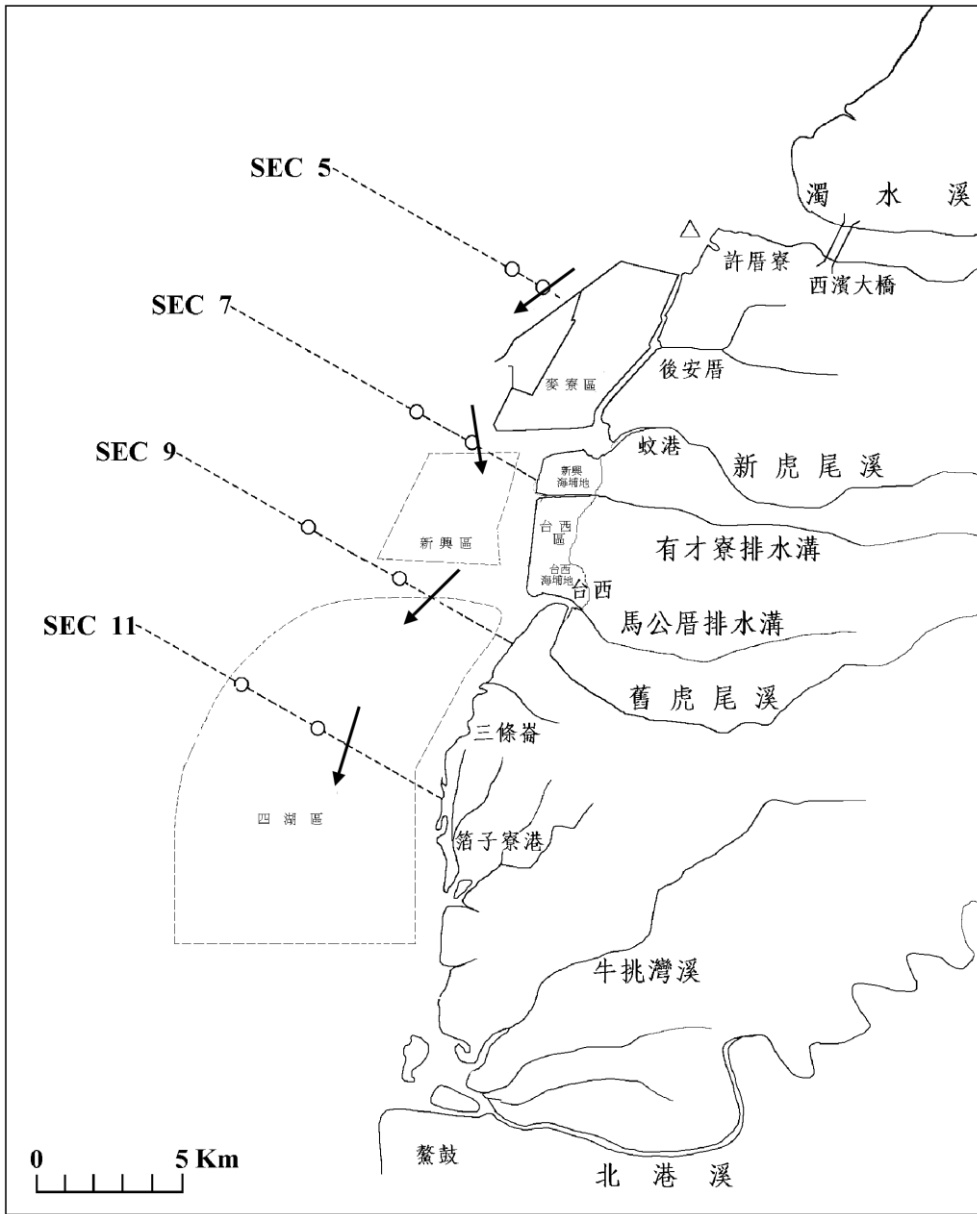 濁水溪
SEC 5
許厝寮
西濱大橋
SEC 7
後安厝
麥寮區
SEC 9
蚊港
新虎尾溪
新興
海埔地
台西
區
新興區
有才寮排水溝
台西
海埔地
台西
SEC 11
馬公厝排水溝
舊虎尾溪
三條崙
四湖區
箔子寮港
牛挑灣溪
0 5 Km
鰲鼓
北港溪